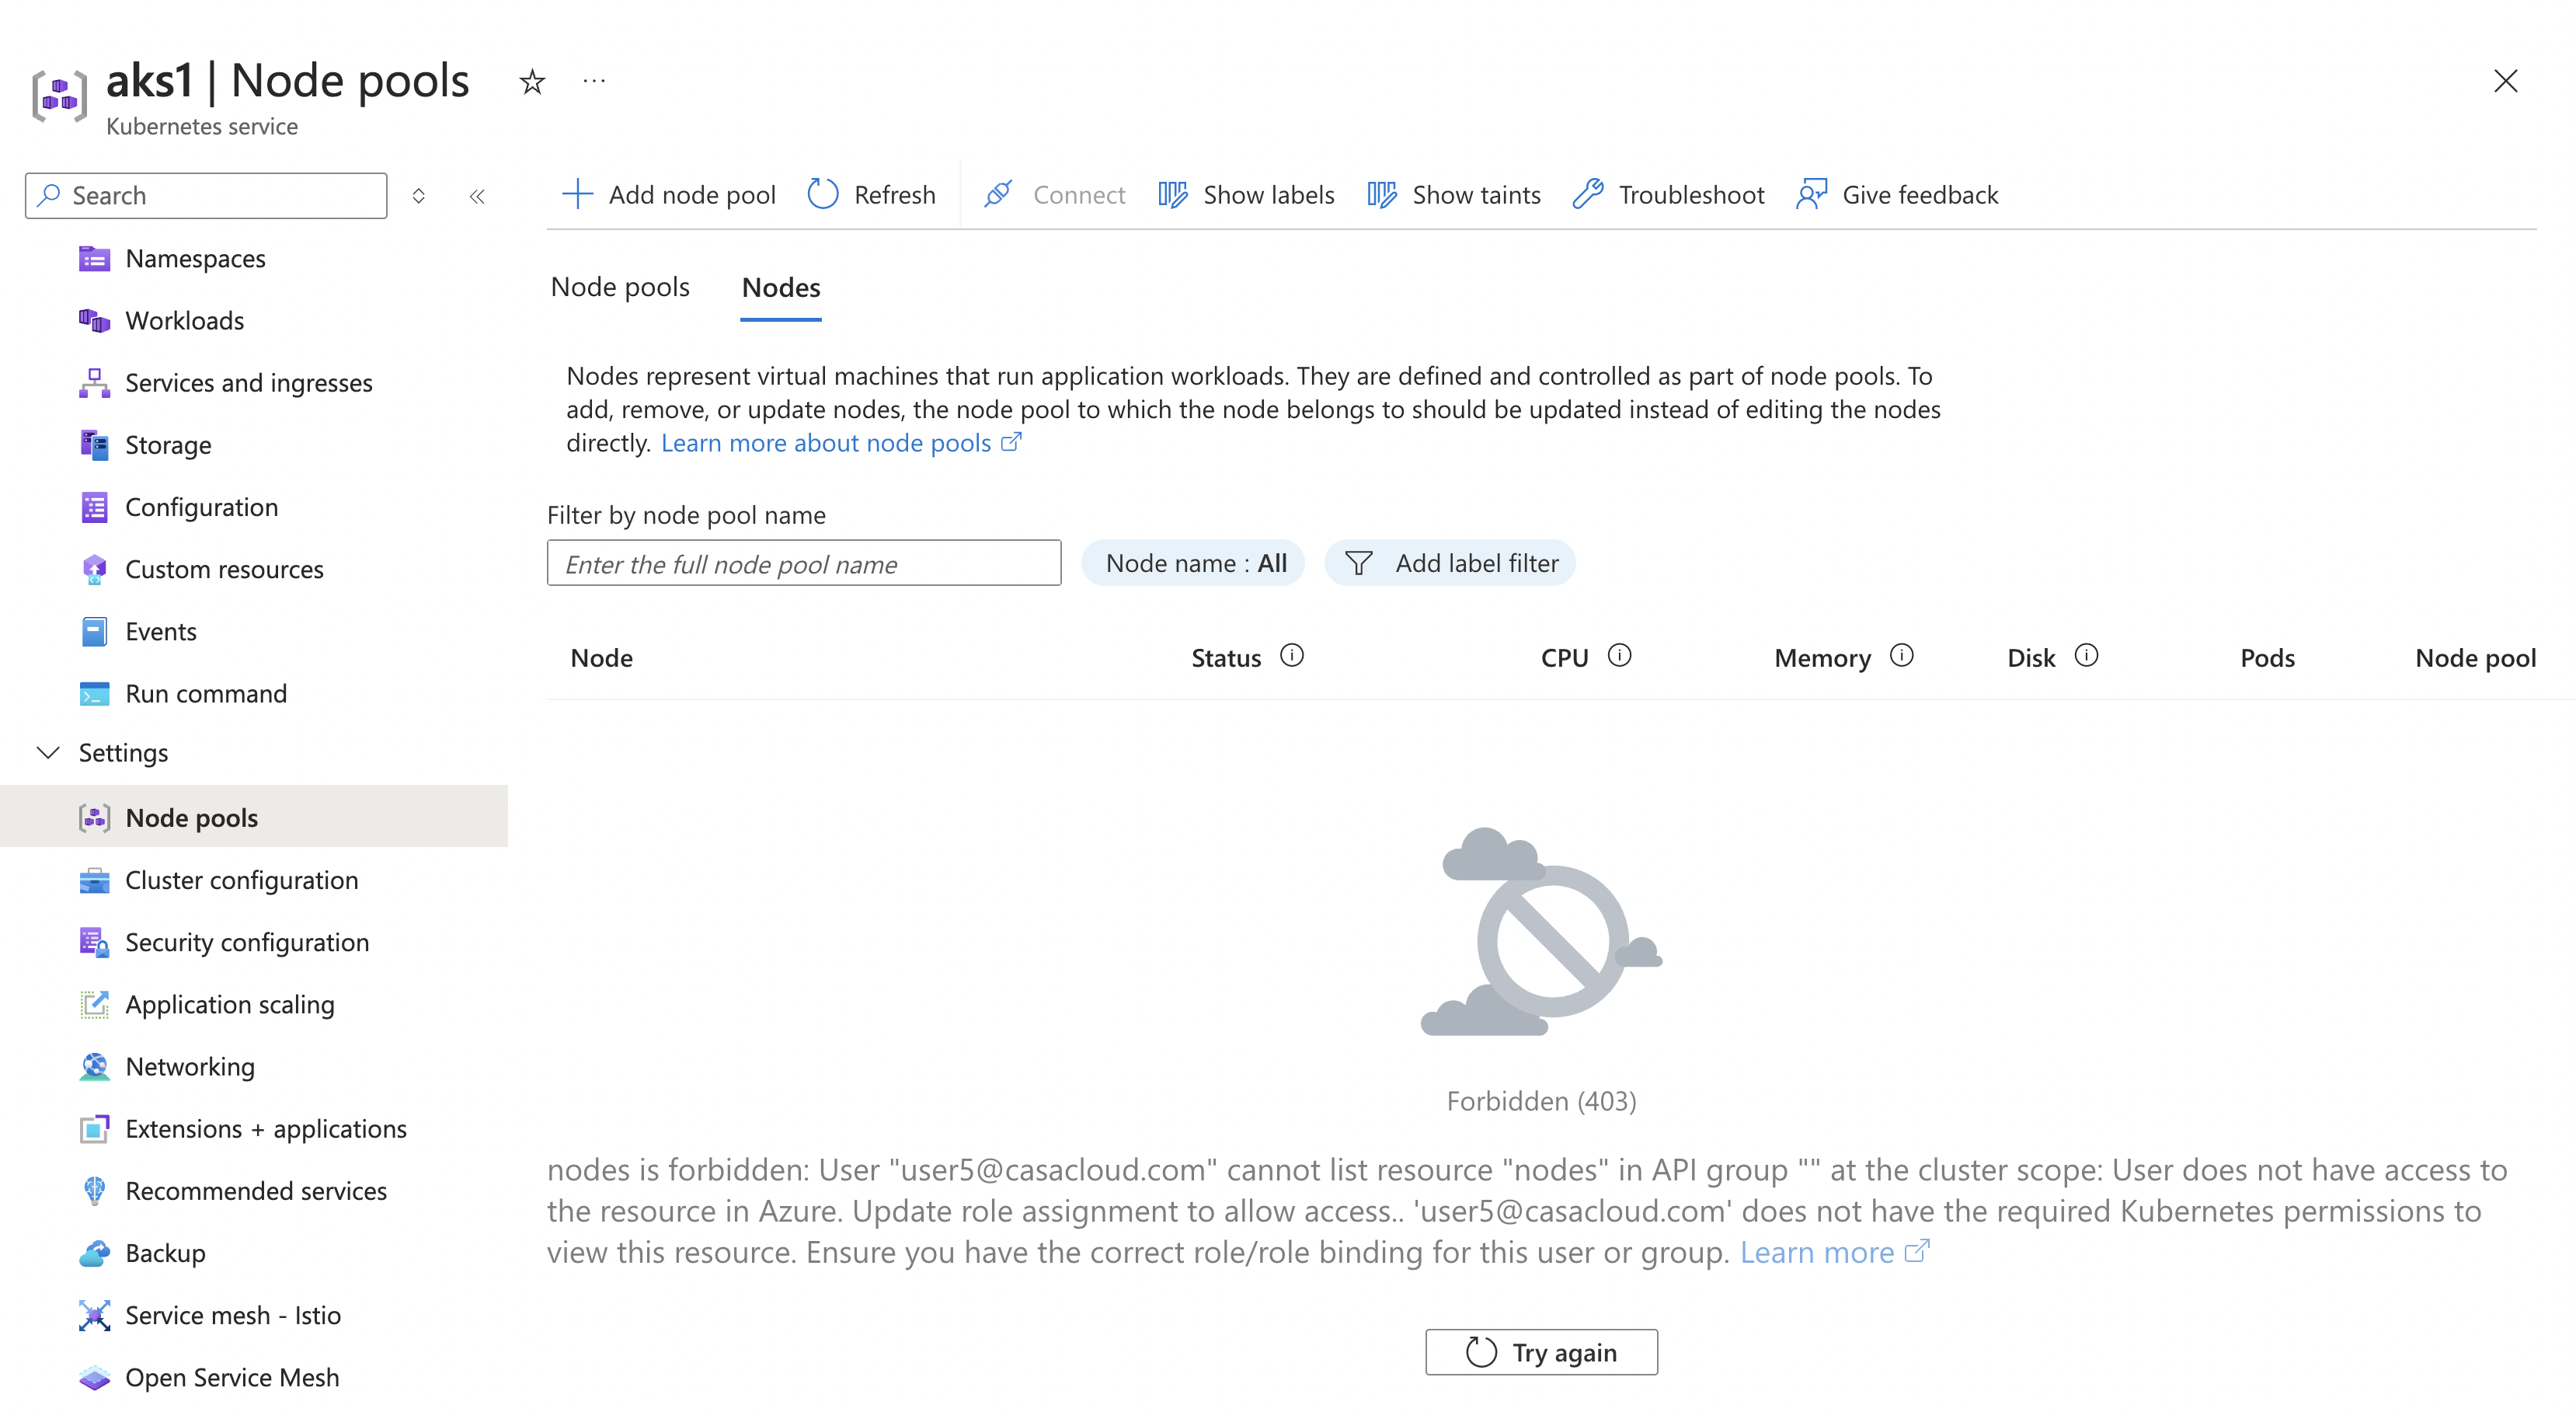 aks1 | Node pools
Kubernetes service
Search
Namespaces
Workloads
Services and ingresses
Storage
Configuration
Custom resources
Events
Run command
Settings
Node pools
Cluster configuration
Security configuration
Application scaling
Networking
Extensions + applications
Recommended services
Backup
Service mesh - Istio
Open Service Mesh
Add node pool
Refresh
Connect
Show labels
Show taints
Troubleshoot
Give feedback
Node pools
Nodes
Nodes represent virtual machines that run application workloads. They are defined and controlled as part of node pools. To
add, remove, or update nodes, the node pool to which the node belongs to should be updated instead of editing the nodes
directly. Learn more about node pools
Filter by node pool name
Enter the full node pool name
Node name : All
Add label filter
Node
Status
CPU
Memory
Disk
Pods
Node pool
Forbidden (403)
nodes is forbidden: User "user5@casacloud.com" cannot list resource "nodes" in API group "" at the cluster scope: User does not have access to
the resource in Azure. Update role assignment to allow access.. 'user5@casacloud.com' does not have the required Kubernetes permissions to
view this resource. Ensure you have the correct role/role binding for this user or group. Learn more
Try again